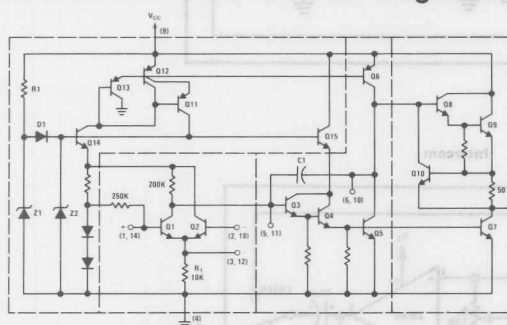 VCC
(9)
Q12
Q6
Q13
Q11
R1
Q8
Q9
D1
Q14
Q15
Q10
C1
200K
50
(6, 10)
250K
Z1
Z2
Q3
Q4
+
(1, 14)
Q1
Q2
-
(2, 10)
(5, 11)
Q5
Q7
(3, 12)
R1
10K
(4)